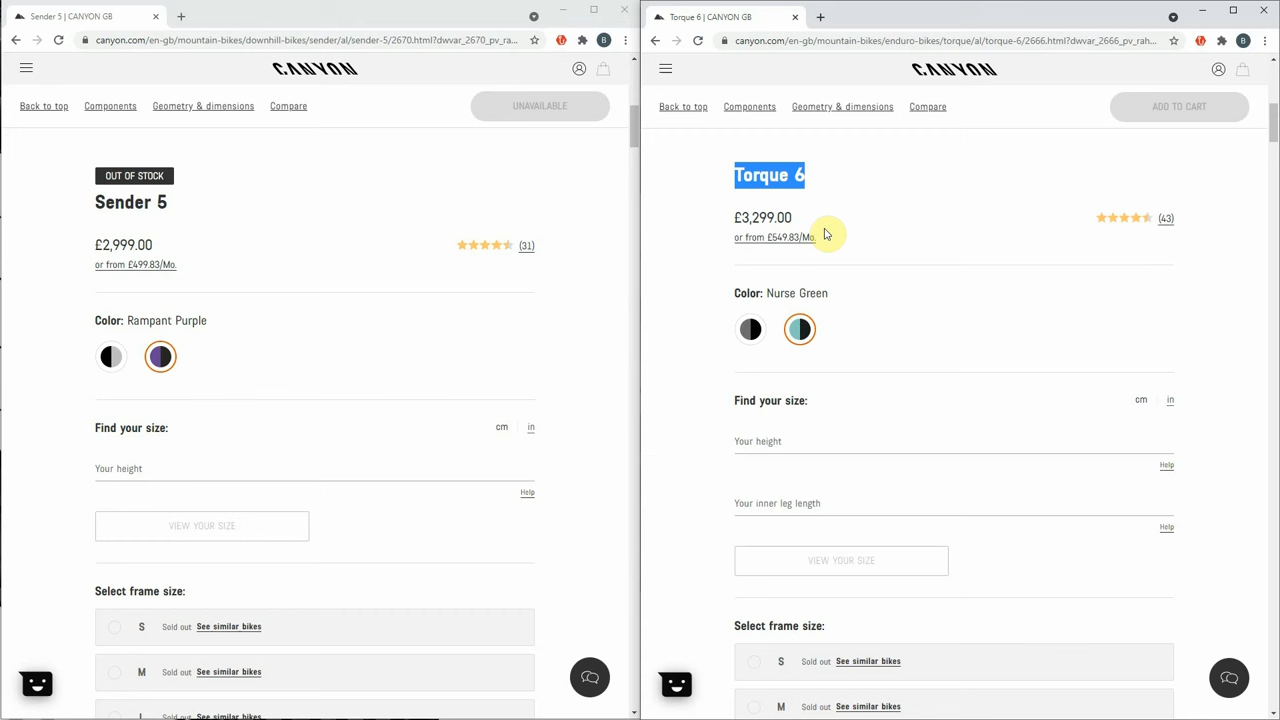 Sender 5 | CANYON GB
canyon.com/en-gb/mountain-bikes/downhill-bikes/sender/al/sender-5/2670.html?dwvar_2670_pv_ra...
B
CANYON
Back to top Components Geometry & dimensions Compare UNAVAILABLE
OUT OF STOCK
Sender 5
£2,999.00 (31)
or from £499.83/Mo.
Color: Rampant Purple
Find your size: cm in
Your height
Help
VIEW YOUR SIZE
Select frame size:
S Sold out See similar bikes
M Sold out See similar bikes
L Sold out See similar bikes
Torque 6 | CANYON GB
canyon.com/en-gb/mountain-bikes/enduro-bikes/torque/al/torque-6/2666.html?dwvar_2666_pv_rah...
B
CANYON
Back to top Components Geometry & dimensions Compare ADD TO CART
Torque 6
£3,299.00 (43)
or from £549.83/Mo.
Color: Nurse Green
Find your size: cm in
Your height
Help
Your inner leg length
Help
VIEW YOUR SIZE
Select frame size:
S Sold out See similar bikes
M Sold out See similar bikes